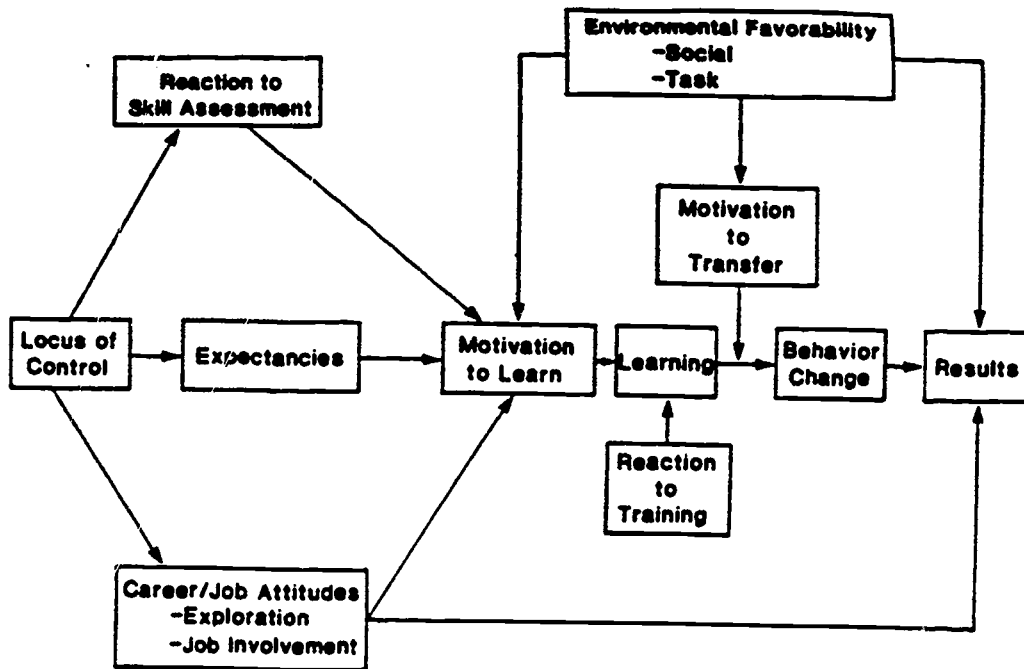 Environmental Favorability
-Social
-Task
Reaction to
Skill Assessment
Motivation
to
Transfer
Locus of
Control
Expectancies
Motivation
to Learn
Learning
Behavior
Change
Results
Reaction
to
Training
Career/Job Attitudes
-Exploration
-Job Involvement